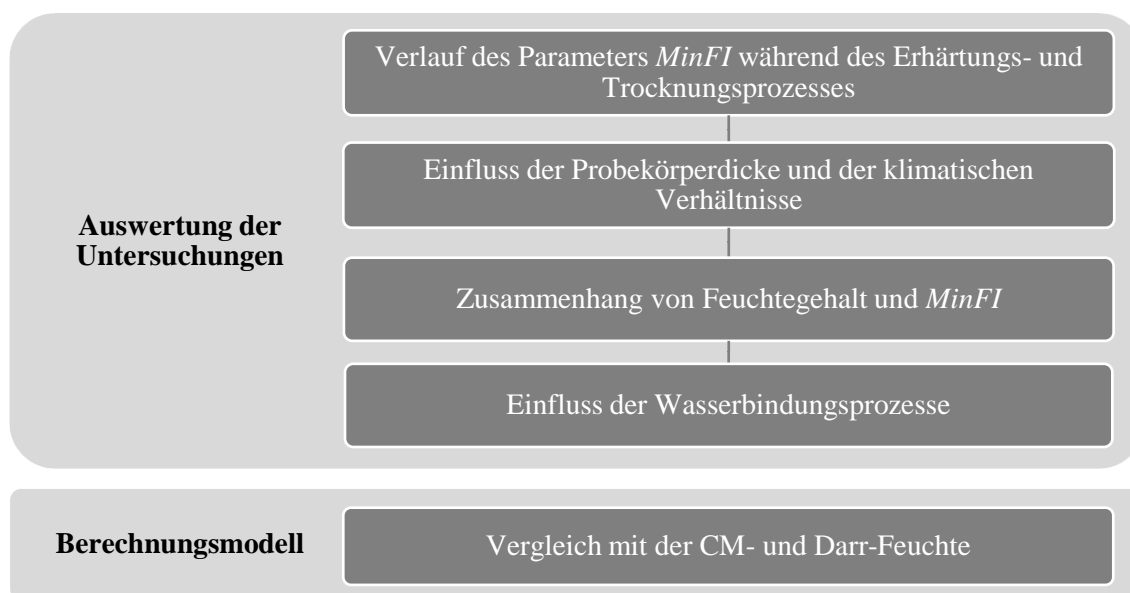 Verlauf des Parameters MinFI während des Erhärtungs- und
Trocknungsprozesses
Einfluss der Probekörperdicke und der klimatischen
Verhältnisse
Auswertung der
Untersuchungen
Zusammenhang von Feuchtegehalt und MinFI
Einfluss der Wasserbindungsprozesse
Berechnungsmodell
Vergleich mit der CM- und Darr-Feuchte